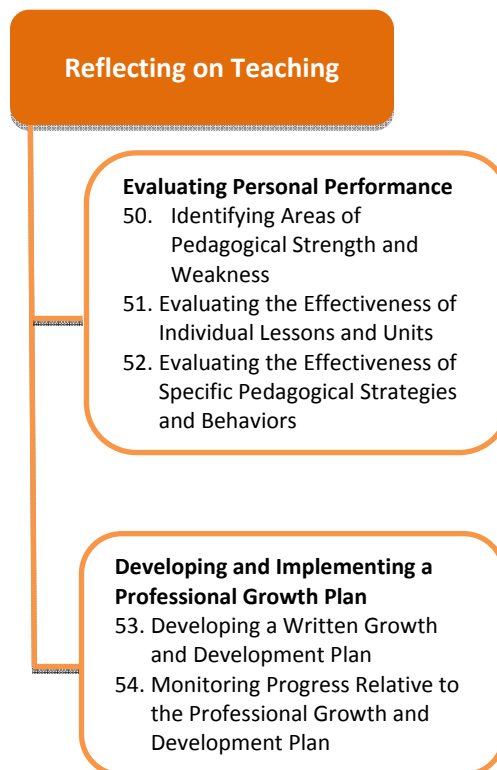 Reflecting on Teaching
Evaluating Personal Performance
50. Identifying Areas of
Pedagogical Strength and
Weakness
51. Evaluating the Effectiveness of
Individual Lessons and Units
52. Evaluating the Effectiveness of
Specific Pedagogical Strategies
and Behaviors
Developing and Implementing a
Professional Growth Plan
53. Developing a Written Growth
and Development Plan
54. Monitoring Progress Relative to
the Professional Growth and
Development Plan